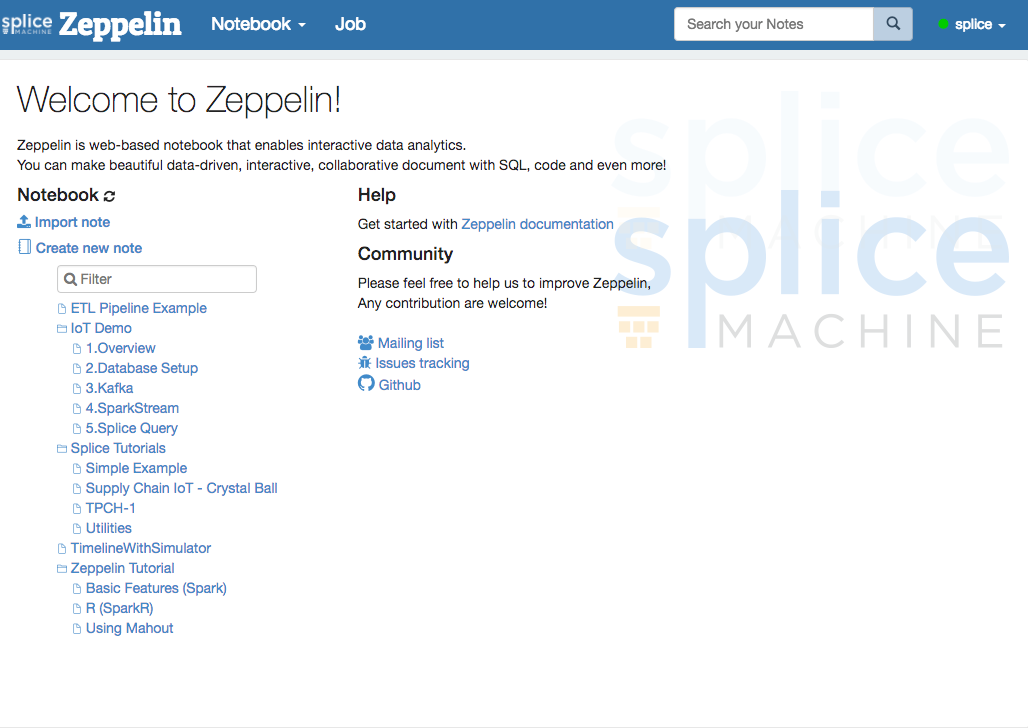 splice MACHINE Zeppelin Notebook Job Search your Notes splice
Welcome to Zeppelin!
Zeppelin is web-based notebook that enables interactive data analytics.
You can make beautiful data-driven, interactive, collaborative document with SQL, code and even more!
Notebook
Import note
Create new note
Filter
ETL Pipeline Example
IoT Demo
1.Overview
2.Database Setup
3.Kafka
4.SparkStream
5.Splice Query
Splice Tutorials
Simple Example
Supply Chain IoT - Crystal Ball
TPCH-1
Utilities
TimelineWithSimulator
Zeppelin Tutorial
Basic Features (Spark)
R (SparkR)
Using Mahout
Help
Get started with Zeppelin documentation
Community
Please feel free to help us to improve Zeppelin,
Any contribution are welcome!
Mailing list
Issues tracking
Github
splice
MACHINE
splice
MACHINE